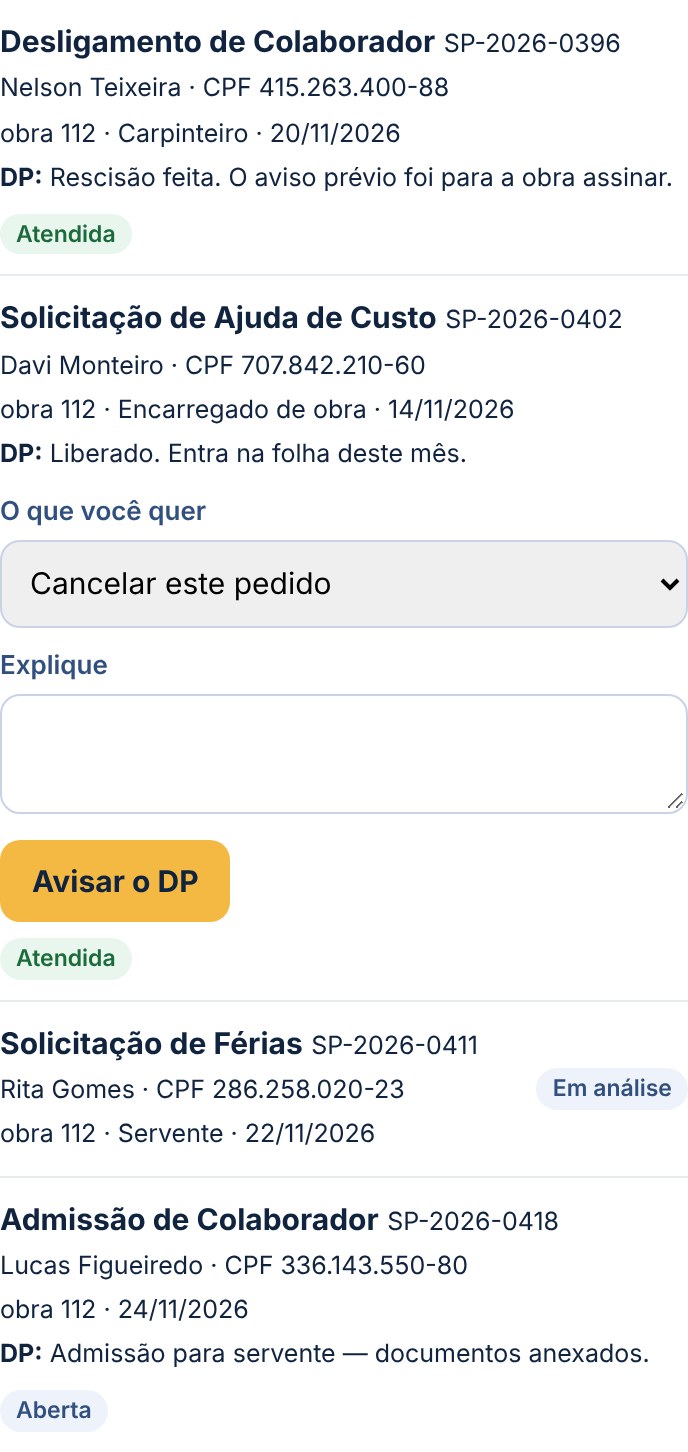 Desligamento de Colaborador SP-2026-0396
Nelson Teixeira · CPF 415.263.400-88
obra 112 · Carpinteiro · 20/11/2026
DP: Rescisão feita. O aviso prévio foi para a obra assinar.
Atendida
Solicitação de Ajuda de Custo SP-2026-0402
Davi Monteiro · CPF 707.842.210-60
obra 112 · Encarregado de obra · 14/11/2026
DP: Liberado. Entra na folha deste mês.
O que você quer
Cancelar este pedido
Explique
Avisar o DP
Atendida
Solicitação de Férias SP-2026-0411
Rita Gomes · CPF 286.258.020-23
Em análise
obra 112 · Servente · 22/11/2026
Admissão de Colaborador SP-2026-0418
Lucas Figueiredo · CPF 336.143.550-80
obra 112 · 24/11/2026
DP: Admissão para servente — documentos anexados.
Aberta